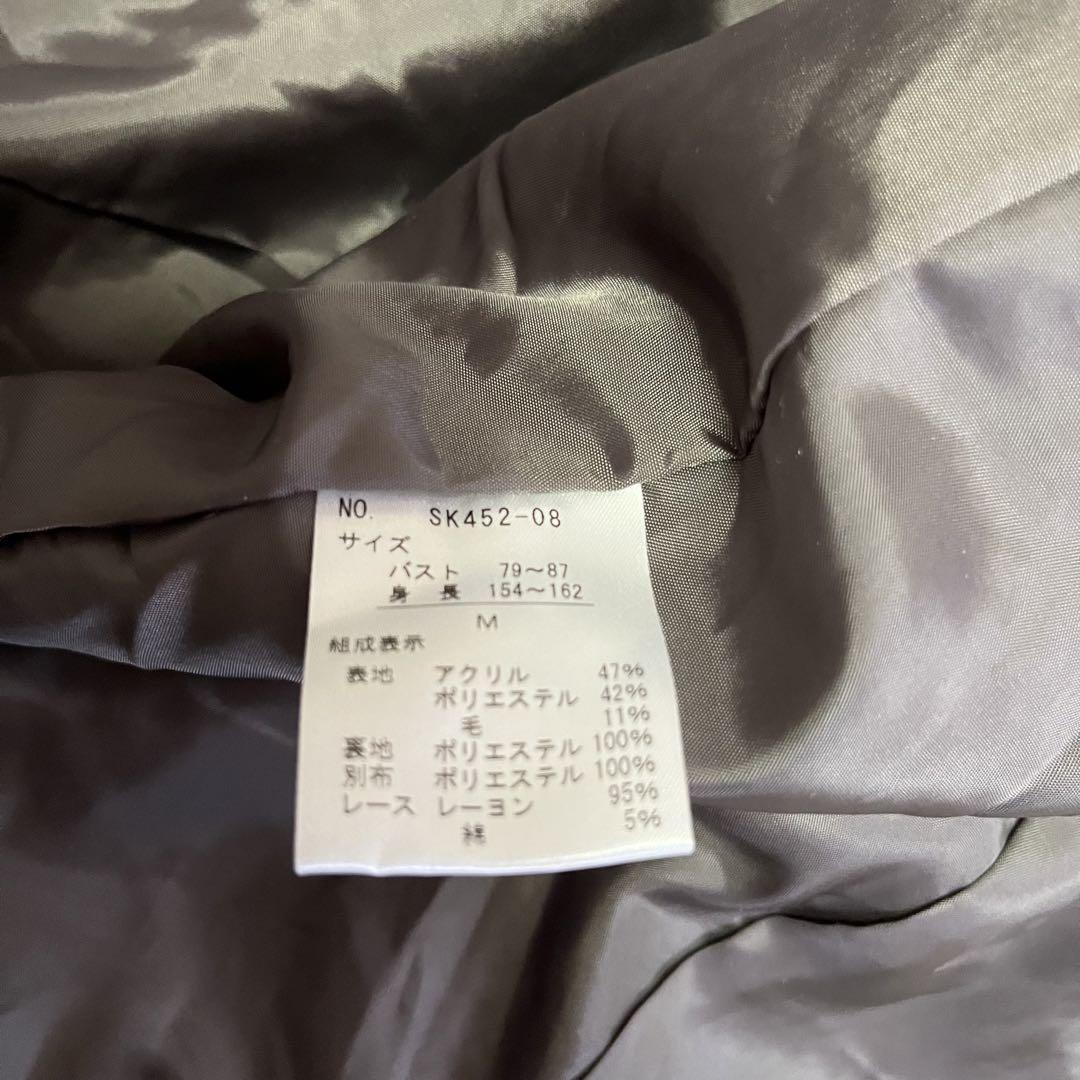 NO. SK452-08
サイズ
バスト 79～87
身長 154～162
M
組成表示
表地 アクリル 47%
ポリエステル 42%
毛 11%
裏地 ポリエステル 100%
別布 ポリエステル 100%
レース レーヨン 95%
綿 5%